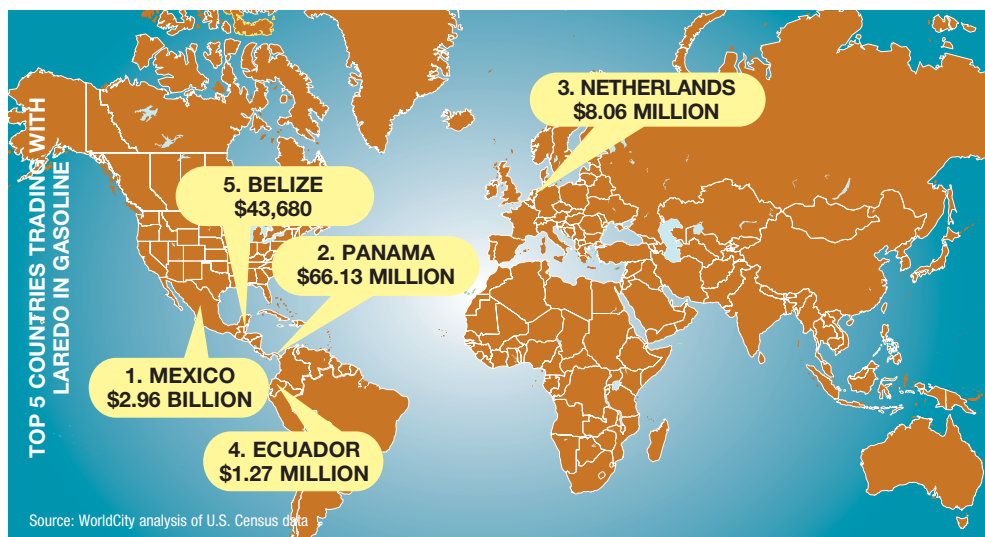 TOP 5 COUNTRIES TRADING WITH
LAREDO IN GASOLINE
3. NETHERLANDS
$8.06 MILLION
5. BELIZE
$43,680
2. PANAMA
$66.13 MILLION
1. MEXICO
$2.96 BILLION
4. ECUADOR
$1.27 MILLION
Source: WorldCity analysis of U.S. Census data